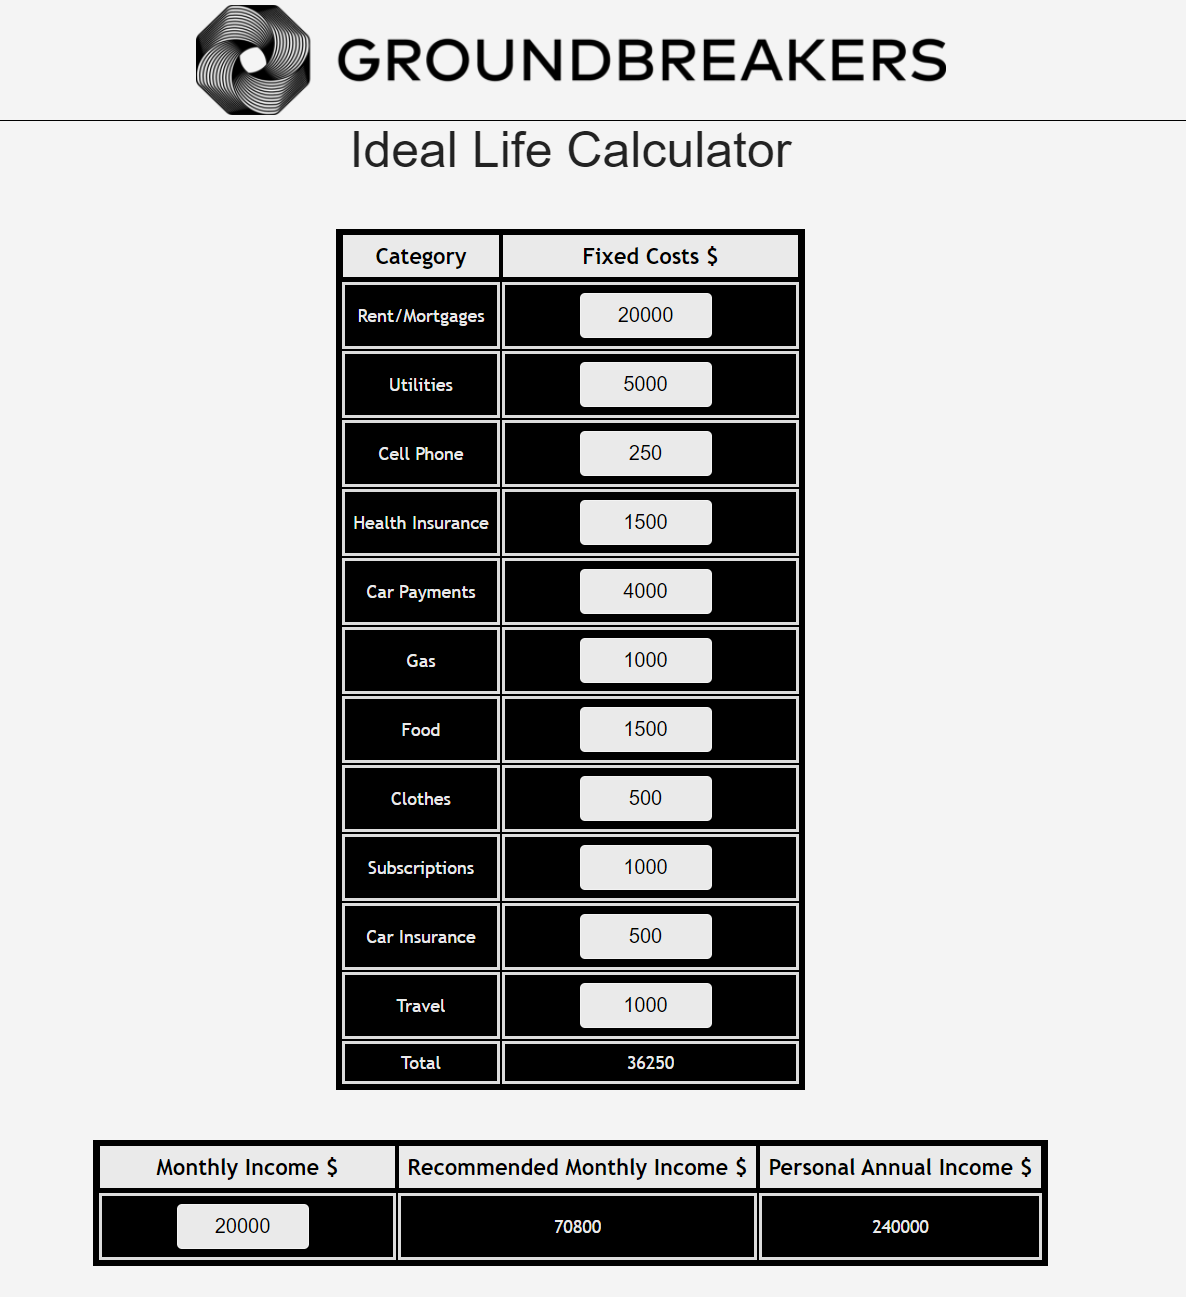 GROUNDBREAKERS
Ideal Life Calculator
Category Fixed Costs $
Rent/Mortgages 20000
Utilities 5000
Cell Phone 250
Health Insurance 1500
Car Payments 4000
Gas 1000
Food 1500
Clothes 500
Subscriptions 1000
Car Insurance 500
Travel 1000
Total 36250
Monthly Income $ Recommended Monthly Income $ Personal Annual Income $
20000 70800 240000